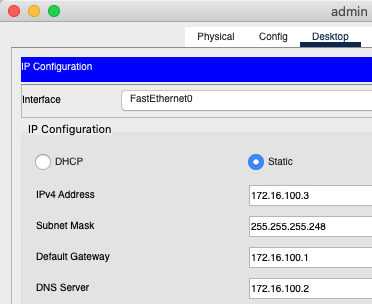 admin
Physical Config Desktop
IP Configuration
Interface FastEthernet0
IP Configuration
DHCP Static
IPv4 Address 172.16.100.3
Subnet Mask 255.255.255.248
Default Gateway 172.16.100.1
DNS Server 172.16.100.2